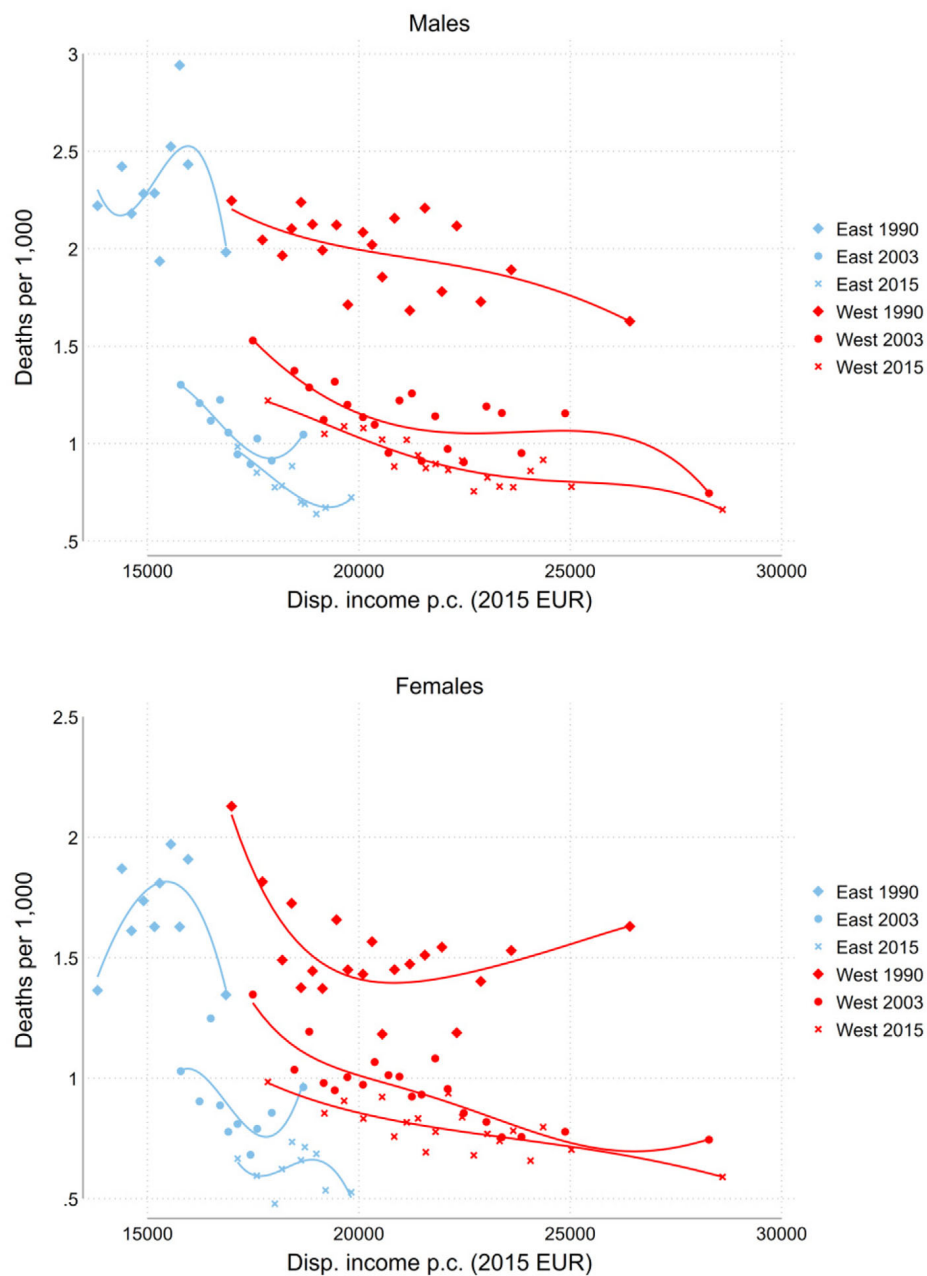 Males
3
2.5
2
1.5
1
.5
Deaths per 1,000
15000 20000 25000 30000
Disp. income p.c. (2015 EUR)
East 1990
East 2003
East 2015
West 1990
West 2003
West 2015
Females
2.5
2
1.5
1
.5
Deaths per 1,000
15000 20000 25000 30000
Disp. income p.c. (2015 EUR)
East 1990
East 2003
East 2015
West 1990
West 2003
West 2015